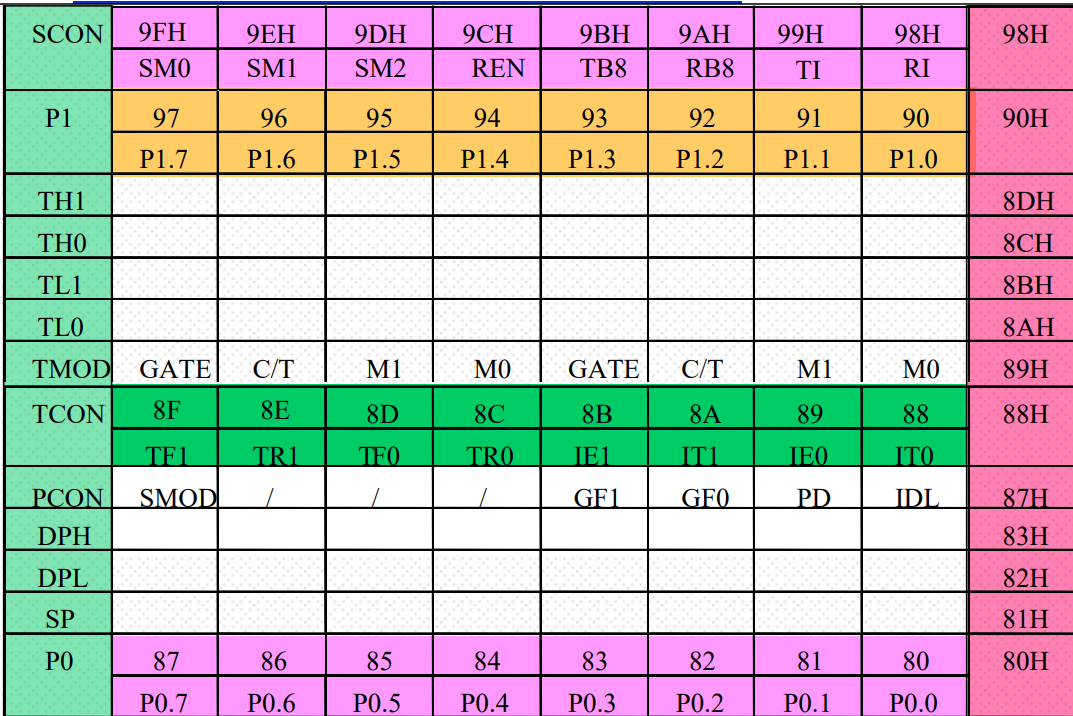 SCON 9FH 9EH 9DH 9CH 9BH 9AH 99H 98H 98H
SM0 SM1 SM2 REN TB8 RB8 TI RI
P1 97 96 95 94 93 92 91 90 90H
P1.7 P1.6 P1.5 P1.4 P1.3 P1.2 P1.1 P1.0
TH1 8DH
TH0 8CH
TL1 8BH
TL0 8AH
TMOD GATE C/T M1 M0 GATE C/T M1 M0 89H
TCON 8F 8E 8D 8C 8B 8A 89 88 88H
TF1 TR1 TF0 TR0 IE1 IT1 IE0 IT0
PCON SMOD / / / GF1 GF0 PD IDL 87H
DPH 83H
DPL 82H
SP 81H
P0 87 86 85 84 83 82 81 80 80H
P0.7 P0.6 P0.5 P0.4 P0.3 P0.2 P0.1 P0.0